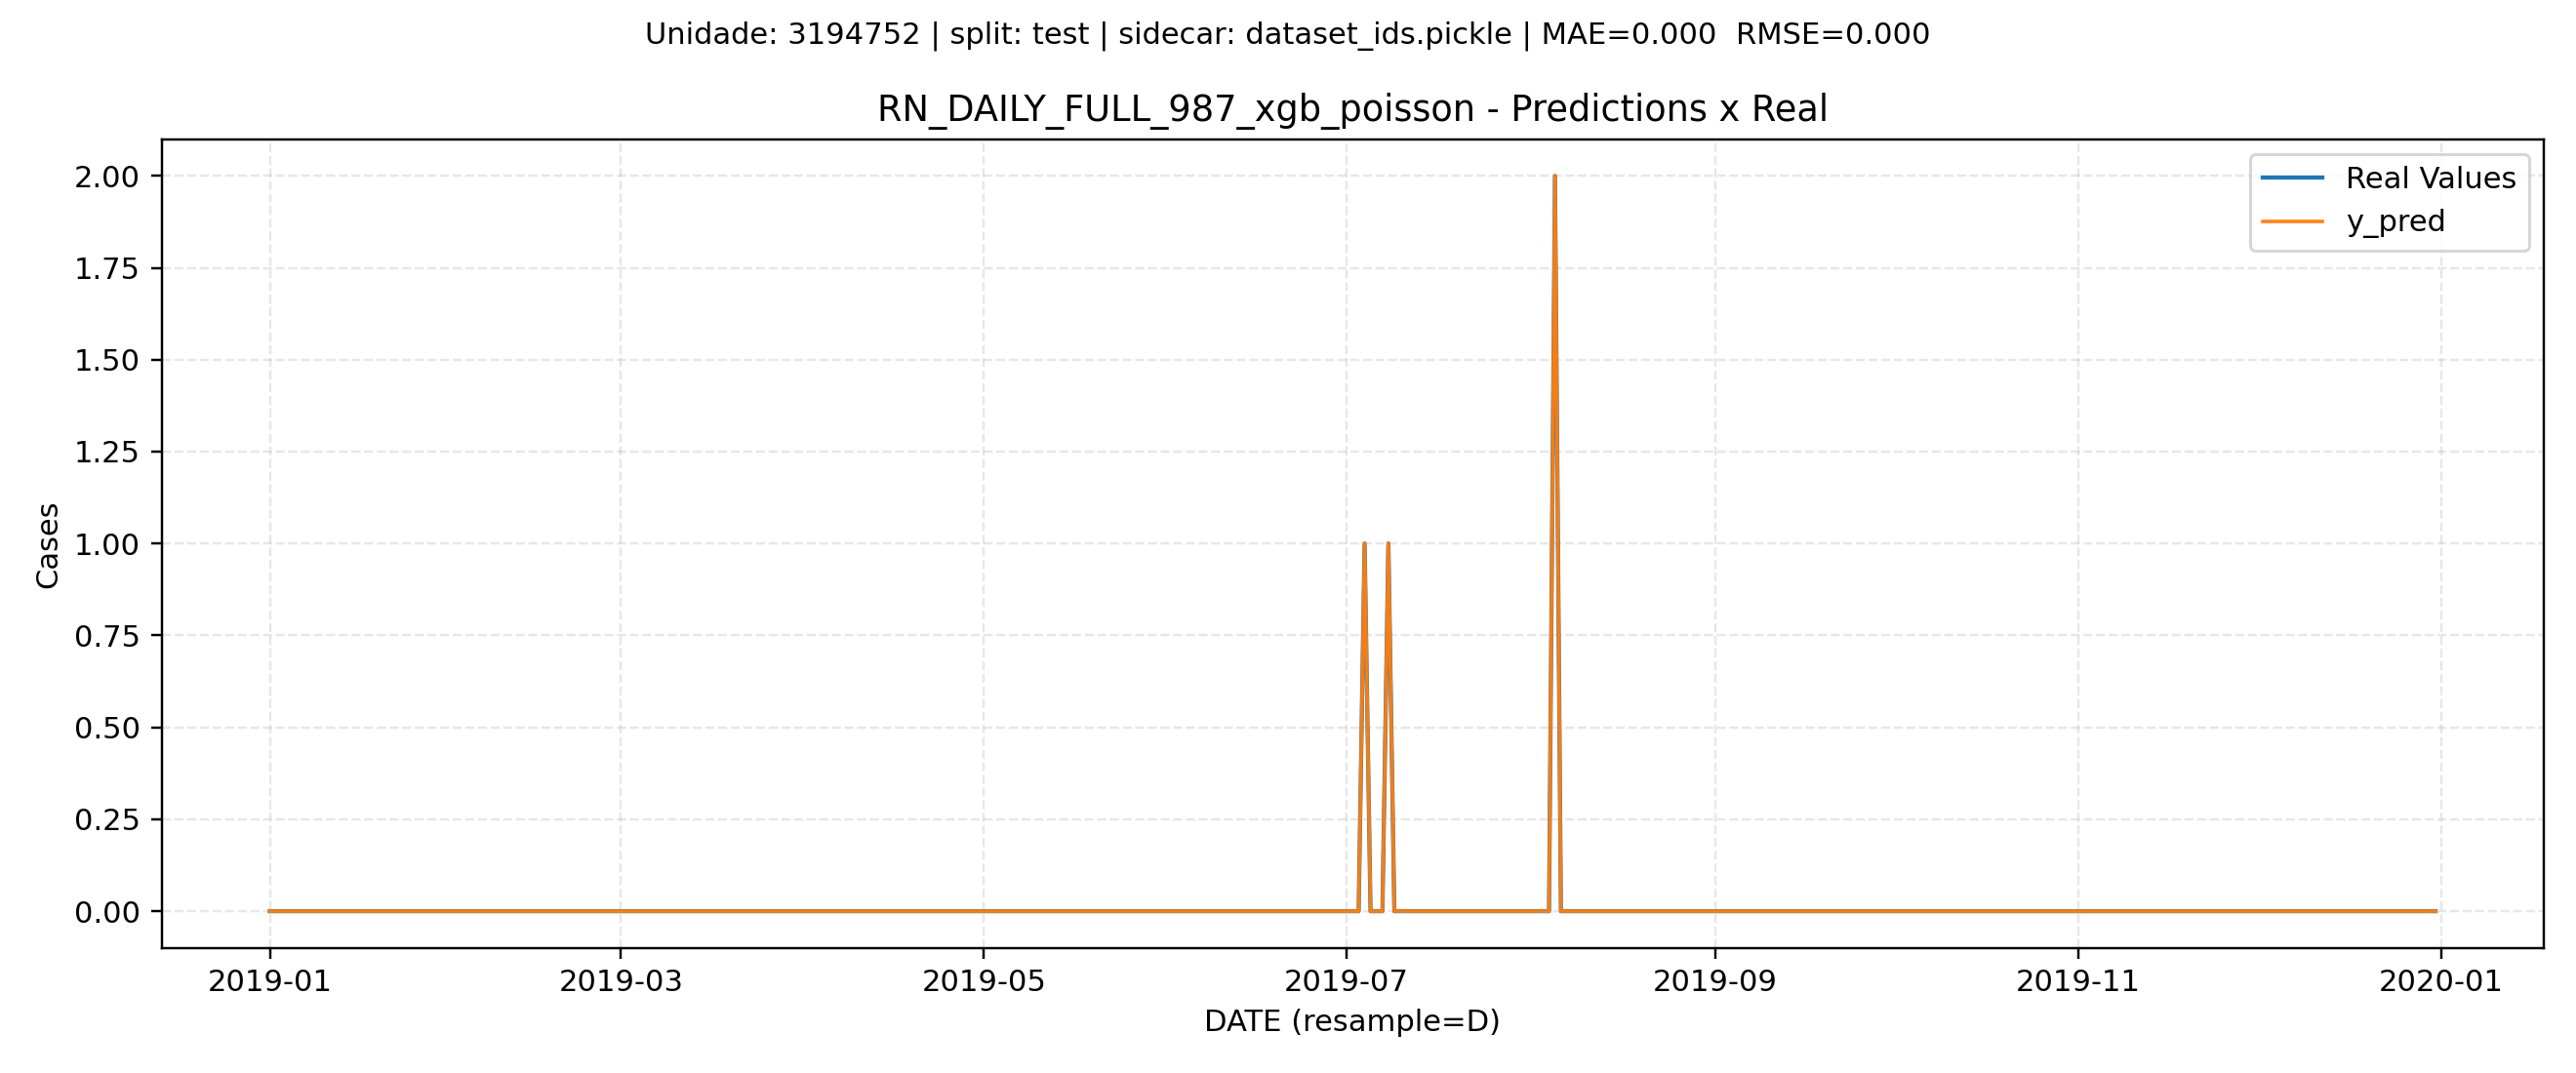 Unidade: 3194752 | split: test | sidecar: dataset_ids.pickle | MAE=0.000  RMSE=0.000
RN_DAILY_FULL_987_xgb_poisson - Predictions x Real
Real Values
y_pred
2.00
1.75
1.50
1.25
1.00
0.75
0.50
0.25
0.00
Cases
2019-01 2019-03 2019-05 2019-07 2019-09 2019-11 2020-01
DATE (resample=D)